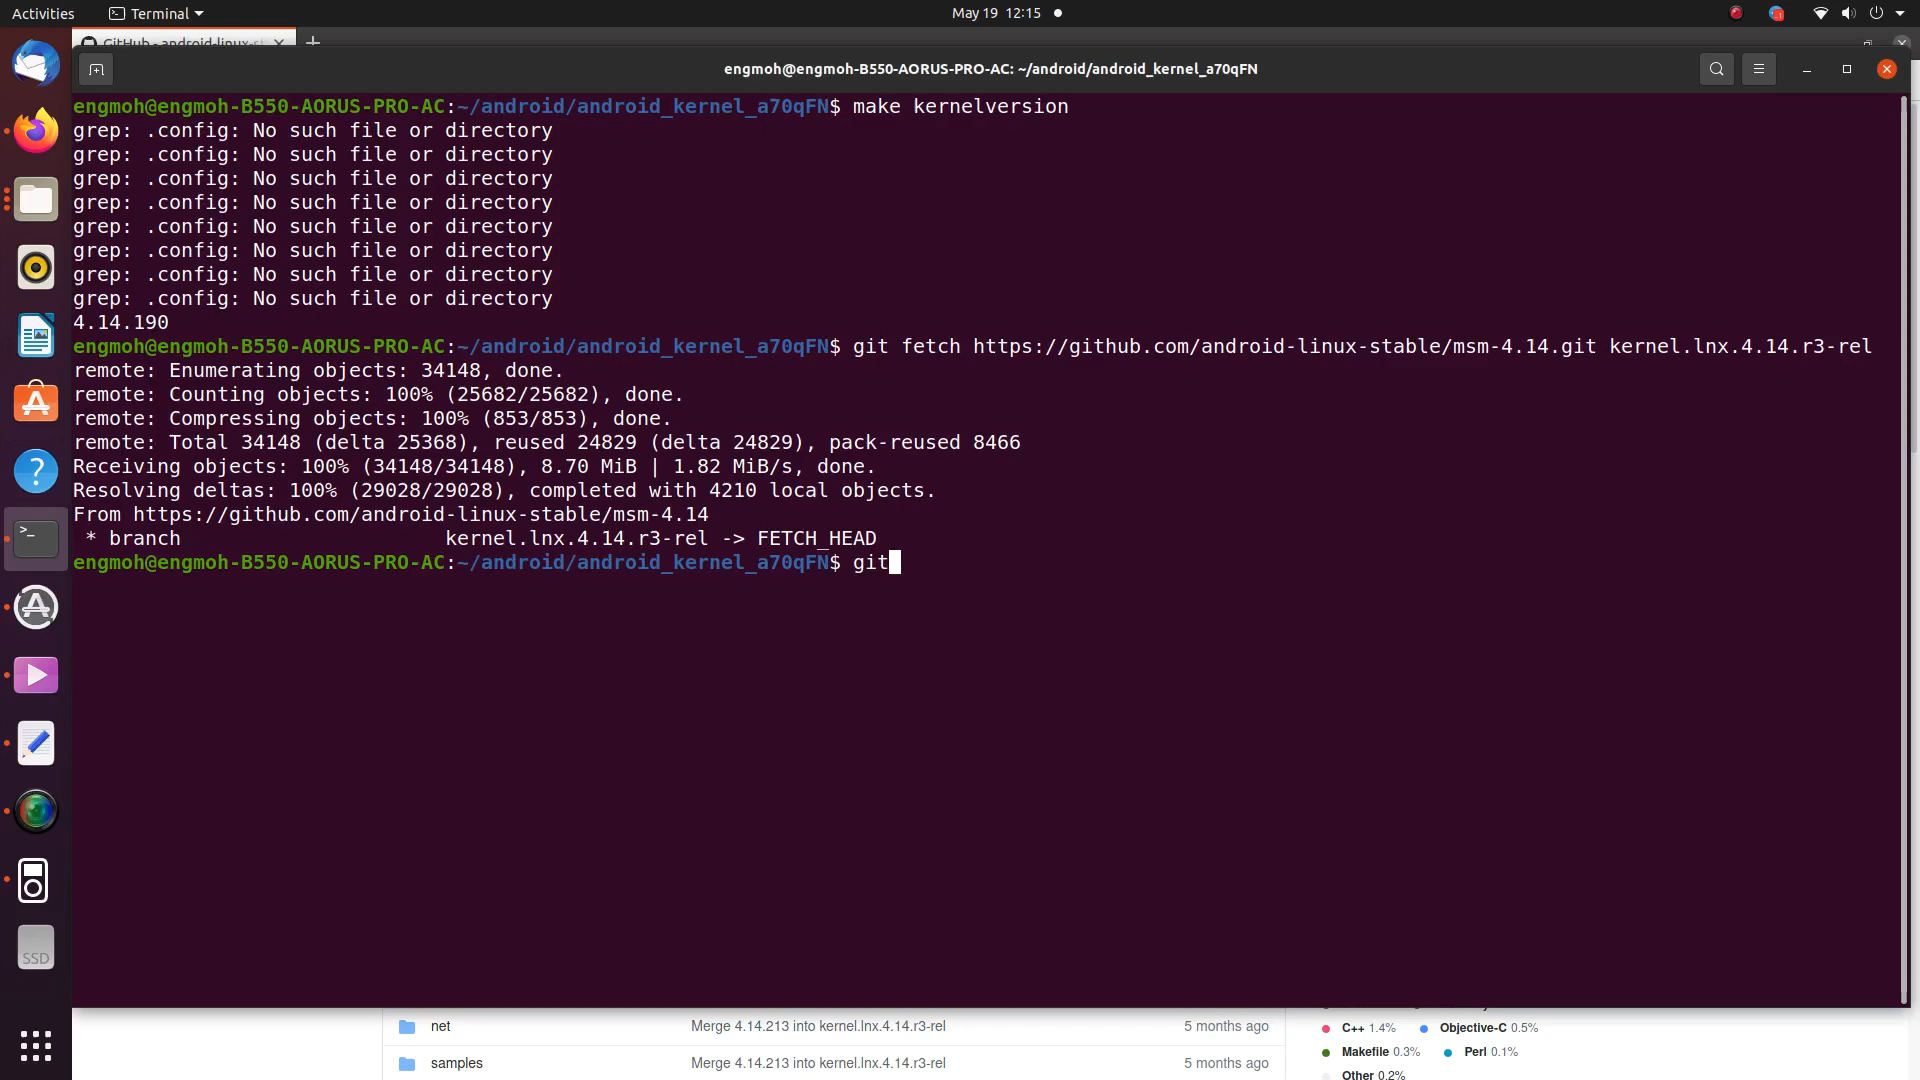 Activities
Terminal
May 19 12:15
GitHub - android-linux-st
engmoh@engmoh-B550-AORUS-PRO-AC: ~/android/android_kernel_a70qFN
engmoh@engmoh-B550-AORUS-PRO-AC:~/android/android_kernel_a70qFN$ make kernelversion
grep: .config: No such file or directory
grep: .config: No such file or directory
grep: .config: No such file or directory
grep: .config: No such file or directory
grep: .config: No such file or directory
grep: .config: No such file or directory
grep: .config: No such file or directory
grep: .config: No such file or directory
4.14.190
engmoh@engmoh-B550-AORUS-PRO-AC:~/android/android_kernel_a70qFN$ git fetch https://github.com/android-linux-stable/msm-4.14.git kernel.lnx.4.14.r3-rel
remote: Enumerating objects: 34148, done.
remote: Counting objects: 100% (25682/25682), done.
remote: Compressing objects: 100% (853/853), done.
remote: Total 34148 (delta 25368), reused 24829 (delta 24829), pack-reused 8466
Receiving objects: 100% (34148/34148), 8.70 MiB | 1.82 MiB/s, done.
Resolving deltas: 100% (29028/29028), completed with 4210 local objects.
From https://github.com/android-linux-stable/msm-4.14
 * branch                      kernel.lnx.4.14.r3-rel -> FETCH_HEAD
engmoh@engmoh-B550-AORUS-PRO-AC:~/android/android_kernel_a70qFN$ git
SSD
net Merge 4.14.213 into kernel.lnx.4.14.r3-rel 5 months ago
samples Merge 4.14.213 into kernel.lnx.4.14.r3-rel 5 months ago
C++ 1.4% Objective-C 0.5%
Makefile 0.3% Perl 0.1%
Other 0.2%